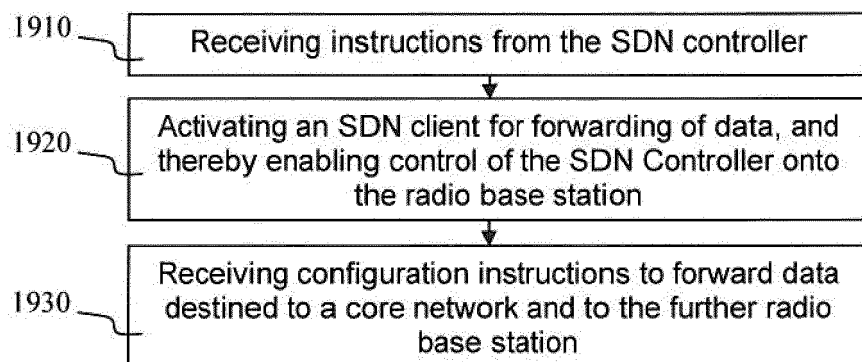 1910
Receiving instructions from the SDN controller
1920
Activating an SDN client for forwarding of data, and
thereby enabling control of the SDN Controller onto
the radio base station
1930
Receiving configuration instructions to forward data
destined to a core network and to the further radio
base station